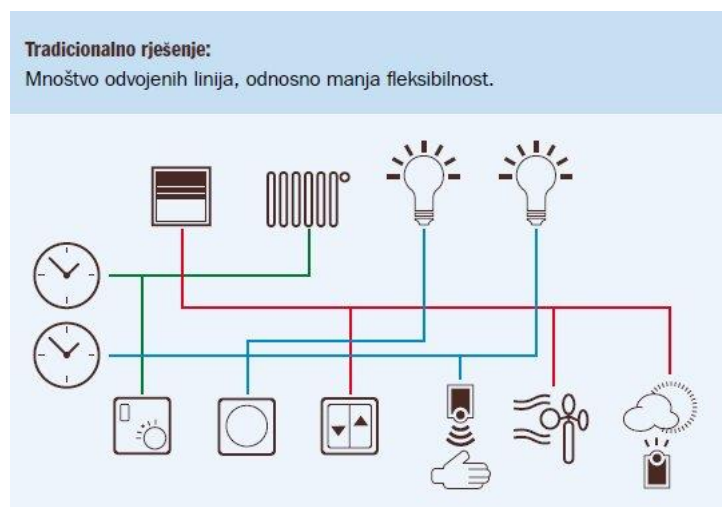 Tradicionalno rješenje:
Mnoštvo odvojenih linija, odnosno manja fleksibilnost.